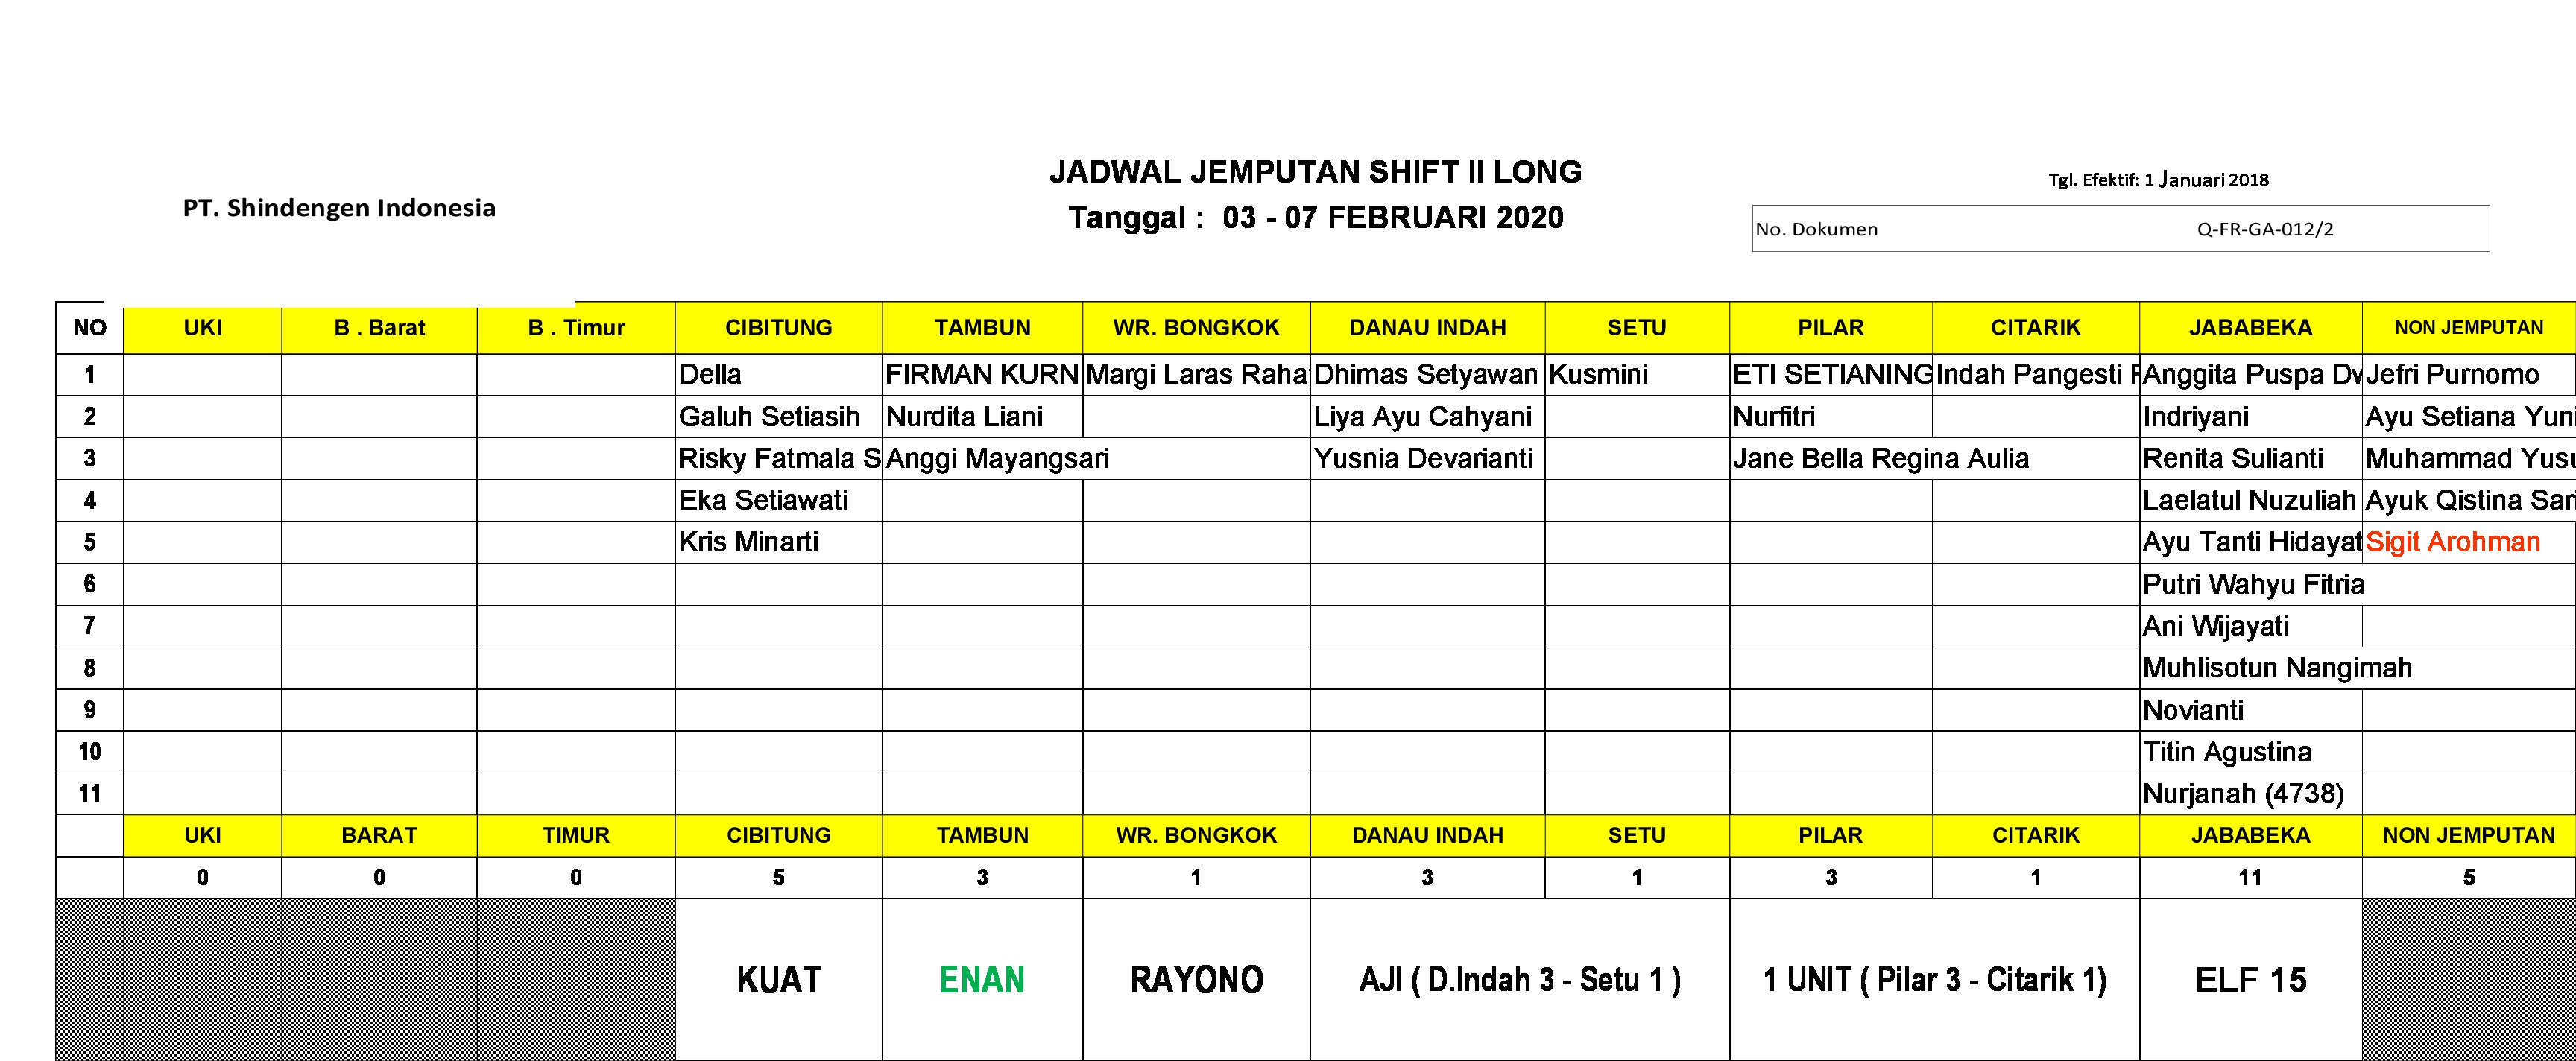 JADWAL JEMPUTAN SHIFT II LONG
Tgl. Efektif: 1 Januari 2018
PT. Shindengen Indonesia
Tanggal : 03 - 07 FEBRUARI 2020
No. Dokumen Q-FR-GA-012/2
NO UKI B . Barat B . Timur CIBITUNG TAMBUN WR. BONGKOK DANAU INDAH SETU PILAR CITARIK JABABEKA NON JEMPUTAN
1 Della FIRMAN KURN Margi Laras Raha Dhimas Setyawan Kusmini ETI SETIANING Indah Pangesti Anggita Puspa Jefri Purnomo
2 Galuh Setiasih Nurdita Liani Liya Ayu Cahyani Nurfitri Indriyani Ayu Setiana Yuni
3 Risky Fatmala S Anggi Mayangsari Yusnia Devarianti Jane Bella Regina Aulia Renita Sulianti Muhammad Yusu
4 Eka Setiawati Laelatul Nuzuliah Ayuk Qistina Sari
5 Kris Minarti Ayu Tanti Hidayat Sigit Arohman
6 Putri Wahyu Fitria
7 Ani Wijayati
8 Muhlisotun Nangimah
9 Novianti
10 Titin Agustina
11 Nurjanah (4738)
UKI BARAT TIMUR CIBITUNG TAMBUN WR. BONGKOK DANAU INDAH SETU PILAR CITARIK JABABEKA NON JEMPUTAN
0 0 0 5 3 1 3 1 3 1 11 5
KUAT ENAN RAYONO AJI ( D.Indah 3 - Setu 1 ) 1 UNIT ( Pilar 3 - Citarik 1) ELF 15